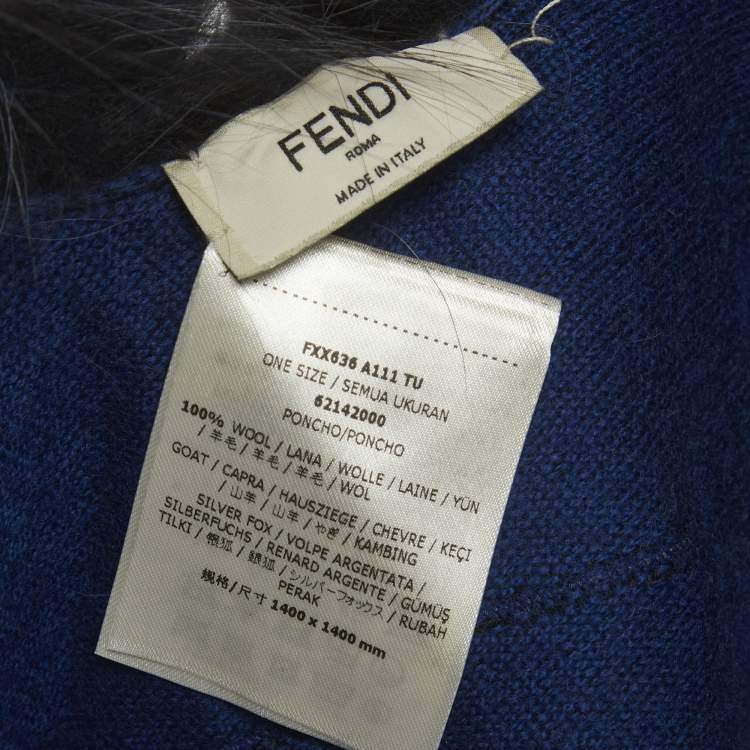 FENDI
ROMA
MADE IN ITALY
FXX636 A111 TU
ONE SIZE / SEMUA UKURAN
62142000
PONCHO/PONCHO
100% WOOL / LANA / WOLLE / LAINE / YÜN
/ 羊毛 / 羊毛 / 羊毛 / WOL
GOAT / CAPRA / HAUSZIEGE / CHEVRE / KEÇI
/ 山羊 / 山羊 / やぎ / KAMBING
SILVER FOX / VOLPE ARGENTATA /
SILBERFUCHS / RENARD ARGENTE / GÜMÜŞ
TILKI / 银狐 / 銀狐 / シルバーフォックス / RUBAH
PERAK
规格/尺寸 1400 x 1400 mm